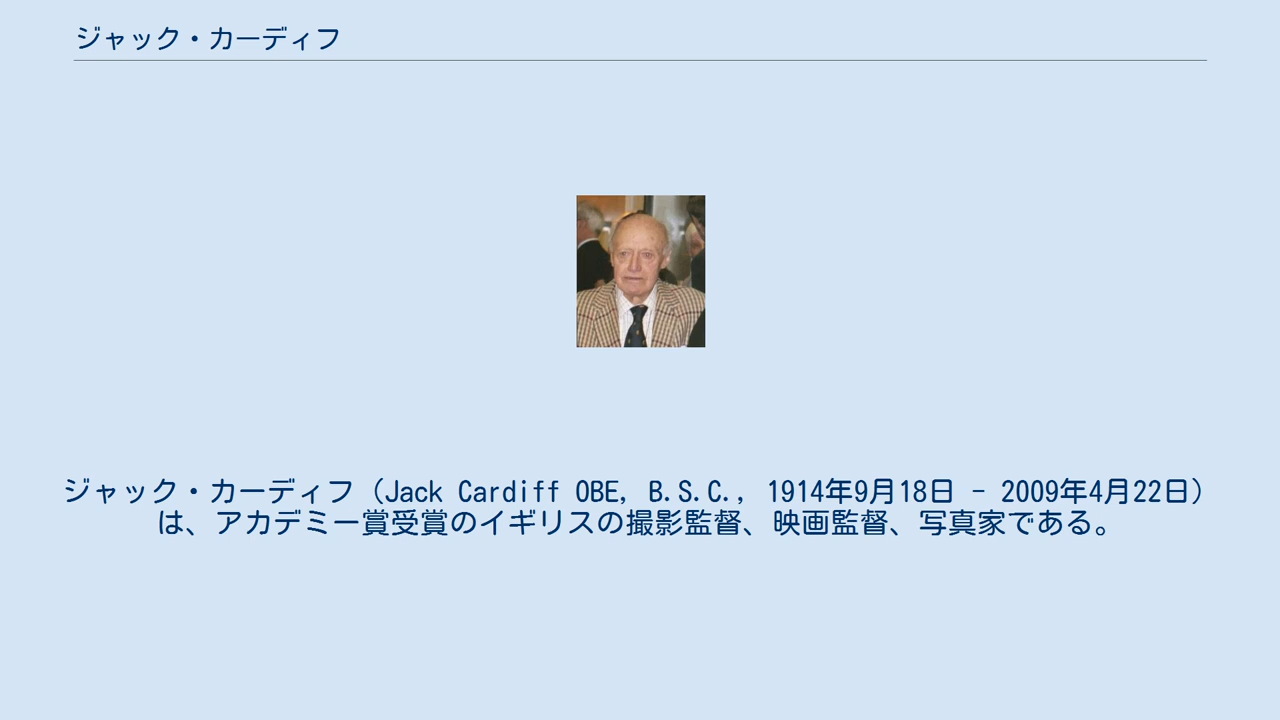 ジャック・カーディフ
ジャック・カーディフ（Jack Cardiff OBE, B.S.C., 1914年9月18日 - 2009年4月22日）
は、アカデミー賞受賞のイギリスの撮影監督、映画監督、写真家である。